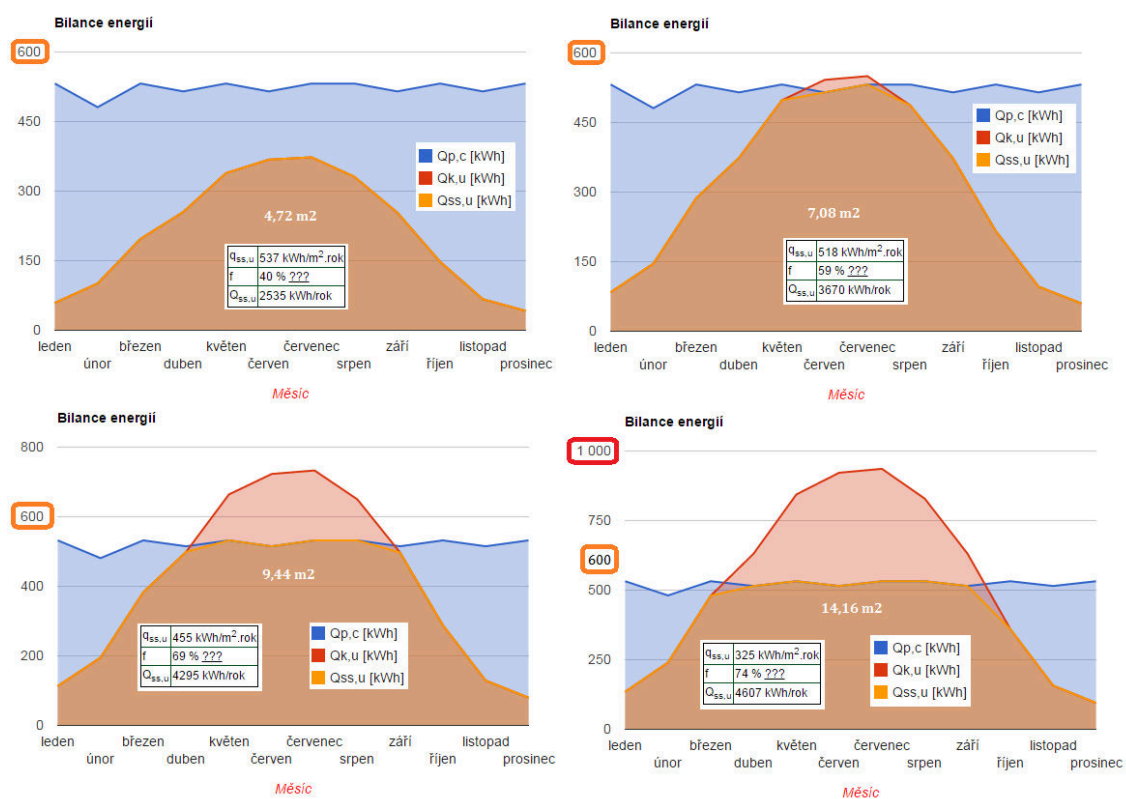 Bilance energií
600
450
300
150
0
Qp,c [kWh]
Qk,u [kWh]
Qss,u [kWh]
4,72 m2
qss,u 537 kWh/m2.rok
f 40 % ???
Qss,u 2535 kWh/rok
leden březen květen červenec září listopad
únor duben červen srpen říjen prosinec
Měsíc
Bilance energií
600
450
300
150
0
Qp,c [kWh]
Qk,u [kWh]
Qss,u [kWh]
7,08 m2
qss,u 518 kWh/m2.rok
f 59 % ???
Qss,u 3670 kWh/rok
leden březen květen červenec září listopad
únor duben červen srpen říjen prosinec
Měsíc
Bilance energií
800
600
400
200
0
9,44 m2
qss,u 455 kWh/m2.rok
f 69 % ???
Qss,u 4295 kWh/rok
Qp,c [kWh]
Qk,u [kWh]
Qss,u [kWh]
leden březen květen červenec září listopad
únor duben červen srpen říjen prosinec
Měsíc
Bilance energií
1 000
750
600
500
250
0
14,16 m2
qss,u 325 kWh/m2.rok
f 74 % ???
Qss,u 4607 kWh/rok
Qp,c [kWh]
Qk,u [kWh]
Qss,u [kWh]
leden březen květen červenec září listopad
únor duben červen srpen říjen prosinec
Měsíc